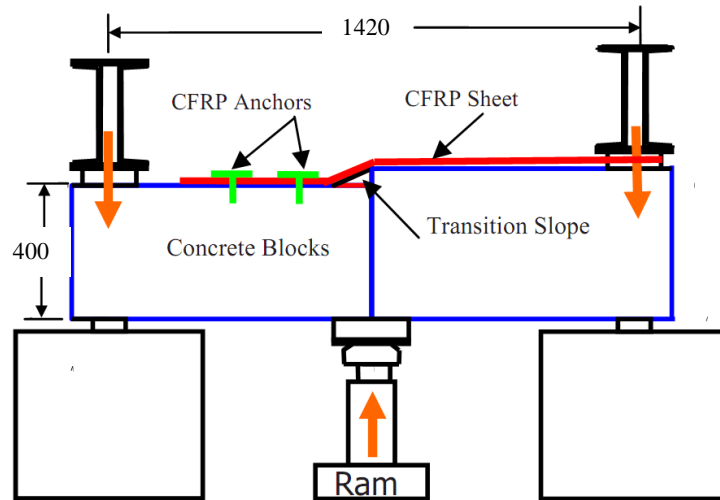 1420
CFRP Anchors
CFRP Sheet
Transition Slope
400
Concrete Blocks
Ram